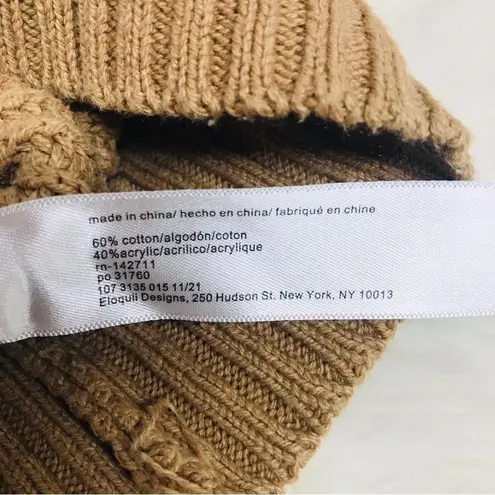 made in china/ hecho en china/ fabriqué en chine
60% cotton/algodón/coton
40%acrylic/acrilico/acrylique
rn-142711
po 31760
107 3135 015 11/21
Eloquii Designs, 250 Hudson St. New York, NY 10013